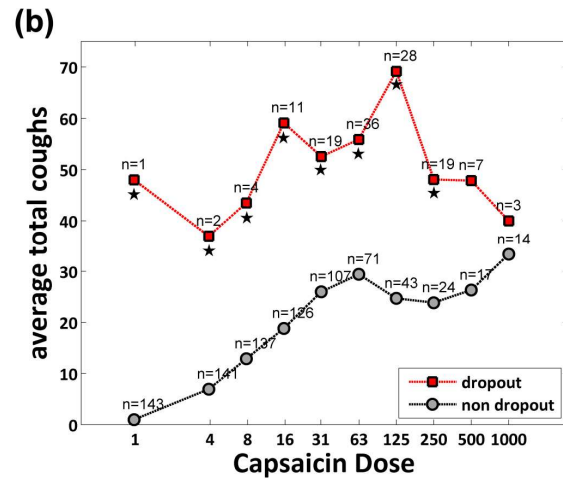 (b)
average total coughs
70
60
50
40
30
20
10
0
n=1
n=2
n=4
n=11
n=19
n=36
n=28
n=19
n=7
n=3
n=143
n=141
n=137
n=126
n=107
n=71
n=43
n=24
n=17
n=14
dropout
non dropout
1 4 8 16 31 63 125 250 500 1000
Capsaicin Dose